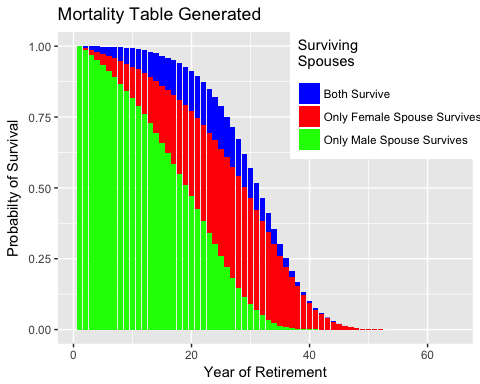 Mortality Table Generated
Surviving
Spouses
Both Survive
Only Female Spouse Survives
Only Male Spouse Survives
Probabilty of Survival
1.00
0.75
0.50
0.25
0.00
0
20
40
60
Year of Retirement